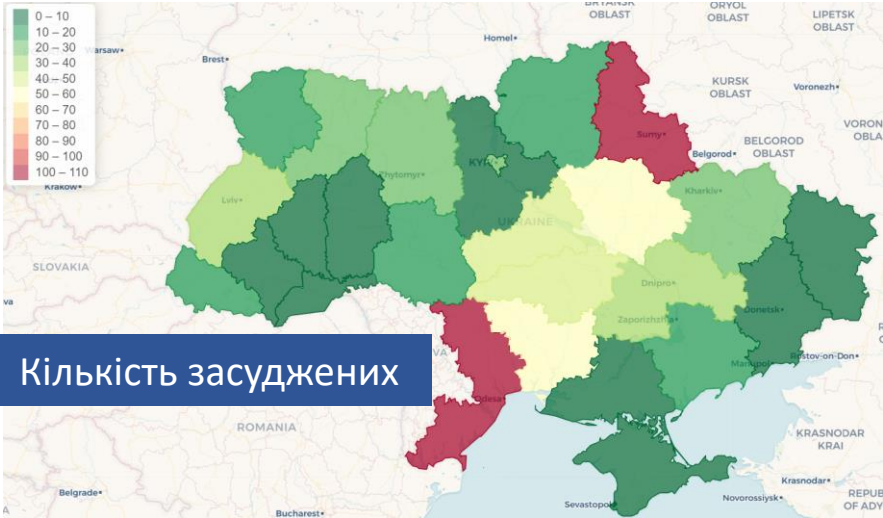 0 – 10
10 – 20
20 – 30
30 – 40
40 – 50
50 – 60
60 – 70
70 – 80
80 – 90
90 – 100
100 – 110
BRYANSK
OBLAST
ORYOL
OBLAST
LIPETSK
OBLAST
Warsaw
Brest
Homel
KURSK
OBLAST
Voronezh
Sumy
BELGOROD
OBLAST
Belgorod
Krakow
Lviv
Zhytomyr
KYIV
UKRAINE
Kharkiv
SLOVAKIA
Dnipro
Zaporizhzhia
Donetsk
Mariupol
Rostov-on-Don
Кількість засуджених
Odesa
ROMANIA
KRASNODAR
KRAI
Krasnodar
Belgrade
Bucharest
Sevastopol
Novorossiysk
OF ADY